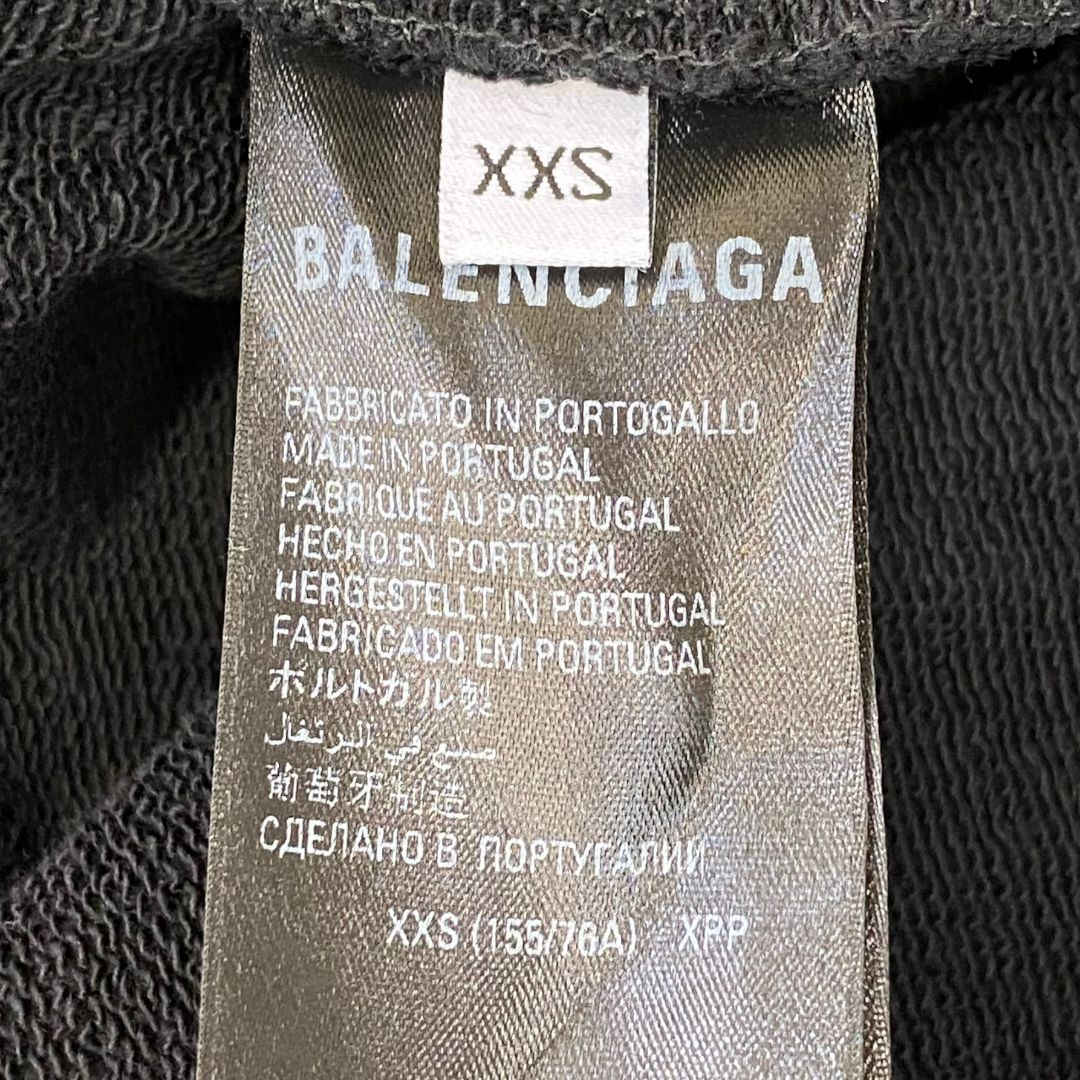 XXS
BALENCIAGA
FABBRICATO IN PORTOGALLO
MADE IN PORTUGAL
FABRIQUE AU PORTUGAL
HECHO EN PORTUGAL
HERGESTELLT IN PORTUGAL
FABRICADO EM PORTUGAL
ポルトガル製
صنع في البرتغال
葡萄牙制造
СДЕЛАНО В ПОРТУГАЛИИ
XXS (155/76A) XPP